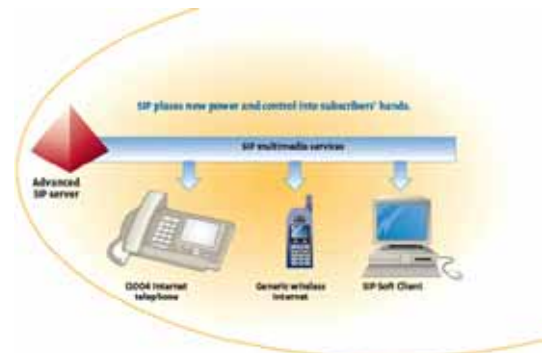 SIP places new power and control into subscribers' hands.
SIP multimedia services
Advanced
SIP server
i2004 Internet
telephone
Generic wireless
Internet
SIP Soft Client